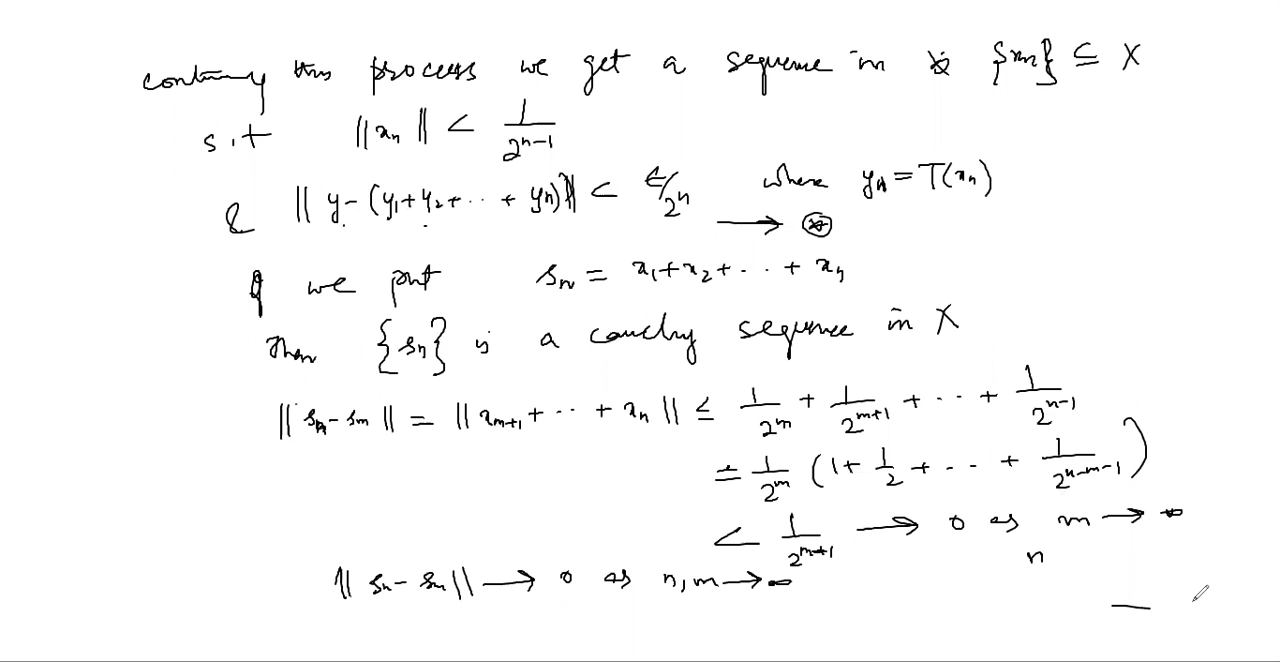 continuing this process we get a sequence in {xn} ⊆ X
s.t ||xn|| < 1/2^(n-1)
& ||y-(y1+y2+...+yn)|| < ε/2^n where yn = T(xn)
⟶ ⊛
If we put sn = x1+x2+...+xn
Then {sn} is a cauchy sequence in X
||sn-sm|| = ||xm+1+...+xn|| ≤ 1/2^m + 1/2^(m+1) + ... + 1/2^(n-1)
= 1/2^m (1+1/2+...+1/2^(n-m-1))
< 1/2^(m+1) ⟶ 0 as m ⟶ ∞
n
||sn-sm|| ⟶ 0 as n,m ⟶ ∞